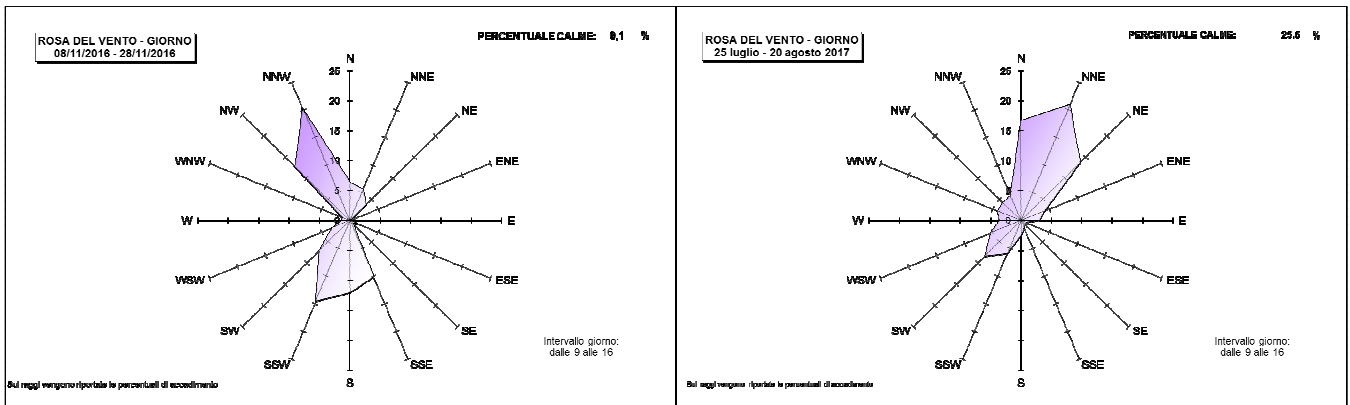 ROSA DEL VENTO - GIORNO
08/11/2016 - 28/11/2016
PERCENTUALE CALME: 9,1 %
N
NNW
25
NNE
20
NW
NE
15
WNW
10
ENE
5
W
0
E
WSW
ESE
SW
SE
SSW
SSE
S
Intervallo giorno:
dalle 9 alle 16
Sui raggi vengono riportate le percentuali di accadimento
ROSA DEL VENTO - GIORNO
25 luglio - 20 agosto 2017
PERCENTUALE CALME: 25.5 %
N
NNW
25
NNE
20
NW
NE
15
WNW
10
ENE
5
W
0
E
WSW
ESE
SW
SE
SSW
SSE
S
Intervallo giorno:
dalle 9 alle 16
Sui raggi vengono riportate le percentuali di accadimento